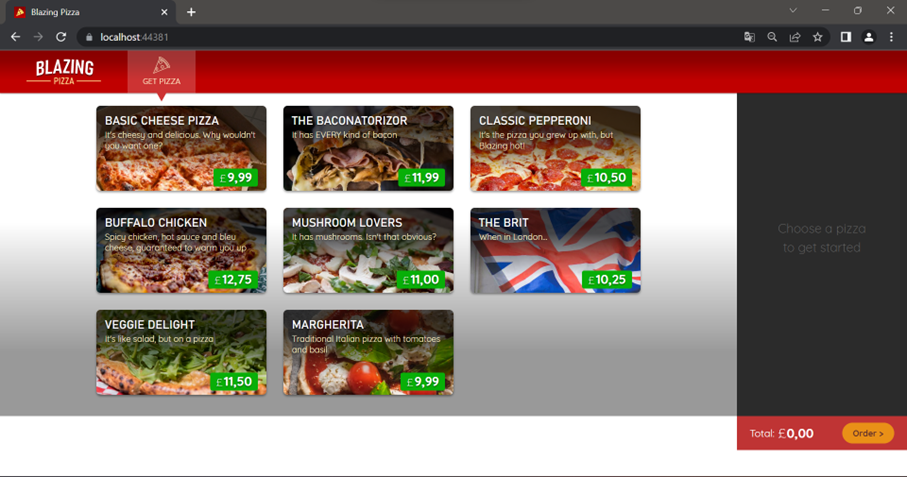 Blazing Pizza
localhost:44381
BLAZING
PIZZA
GET PIZZA
BASIC CHEESE PIZZA
It's cheesy and delicious. Why wouldn't
you want one?
£9,99
THE BACONATORIZOR
It has EVERY kind of bacon
£11,99
CLASSIC PEPPERONI
It's the pizza you grew up with, but
Blazing hot!
£10,50
BUFFALO CHICKEN
Spicy chicken, hot sauce and bleu
cheese, guaranteed to warm you up
£12,75
MUSHROOM LOVERS
It has mushrooms. Isn't that obvious?
£11,00
THE BRIT
When in London...
£10,25
VEGGIE DELIGHT
It's like salad, but on a pizza
£11,50
MARGHERITA
Traditional Italian pizza with tomatoes
and basil
£9,99
Choose a pizza
to get started
Total: £0,00
Order >